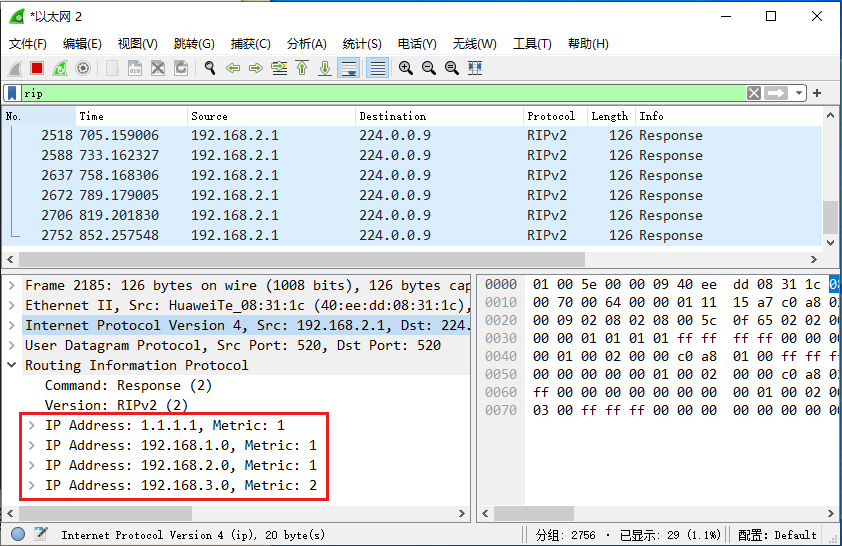 *以太网 2
文件(F) 编辑(E) 视图(V) 跳转(G) 捕获(C) 分析(A) 统计(S) 电话(Y) 无线(W) 工具(T) 帮助(H)
rip
No. Time Source Destination Protocol Length Info
2518 705.159006 192.168.2.1 224.0.0.9 RIPv2 126 Response
2588 733.162327 192.168.2.1 224.0.0.9 RIPv2 126 Response
2637 758.168306 192.168.2.1 224.0.0.9 RIPv2 126 Response
2672 789.179005 192.168.2.1 224.0.0.9 RIPv2 126 Response
2706 819.201830 192.168.2.1 224.0.0.9 RIPv2 126 Response
2752 852.257548 192.168.2.1 224.0.0.9 RIPv2 126 Response
Frame 2185: 126 bytes on wire (1008 bits), 126 bytes cap
Ethernet II, Src: HuaweiTe_08:31:1c (40:ee:dd:08:31:1c),
Internet Protocol Version 4, Src: 192.168.2.1, Dst: 224.
User Datagram Protocol, Src Port: 520, Dst Port: 520
Routing Information Protocol
Command: Response (2)
Version: RIPv2 (2)
IP Address: 1.1.1.1, Metric: 1
IP Address: 192.168.1.0, Metric: 1
IP Address: 192.168.2.0, Metric: 1
IP Address: 192.168.3.0, Metric: 2
0000 01 00 5e 00 00 09 40 ee dd 08 31 1c 08
0010 00 70 00 64 00 00 01 11 15 a7 c0 a8 02
0020 00 09 02 08 02 08 00 5c 0f 65 02 02 00
0030 00 00 01 01 01 01 ff ff ff ff 00 00 00
0040 00 01 00 02 00 00 c0 a8 01 00 ff ff ff
0050 00 00 00 00 00 01 00 02 00 00 c0 a8 02
0060 ff 00 00 00 00 00 00 00 00 01 00 02 00
0070 03 00 ff ff ff 00 00 00 00 00 00 00 00
Internet Protocol Version 4 (ip), 20 byte(s)
分组: 2756 · 已显示: 29 (1.1%)
配置: Default